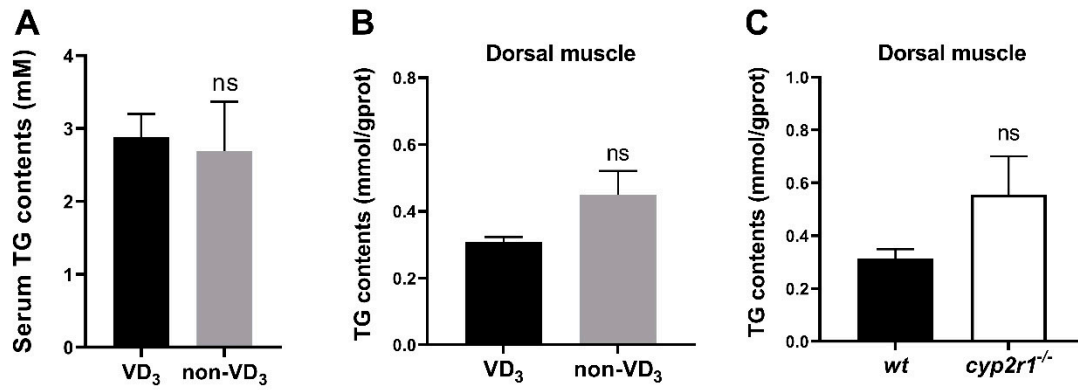 A
Serum TG contents (mM)
4
3
2
1
0
ns
VD₃
non-VD₃
B
Dorsal muscle
TG contents (mmol/gprot)
0.8
0.6
0.4
0.2
0.0
ns
VD₃
non-VD₃
C
Dorsal muscle
TG contents (mmol/gprot)
1.0
0.8
0.6
0.4
0.2
0.0
ns
wt
cyp2r1⁻/⁻